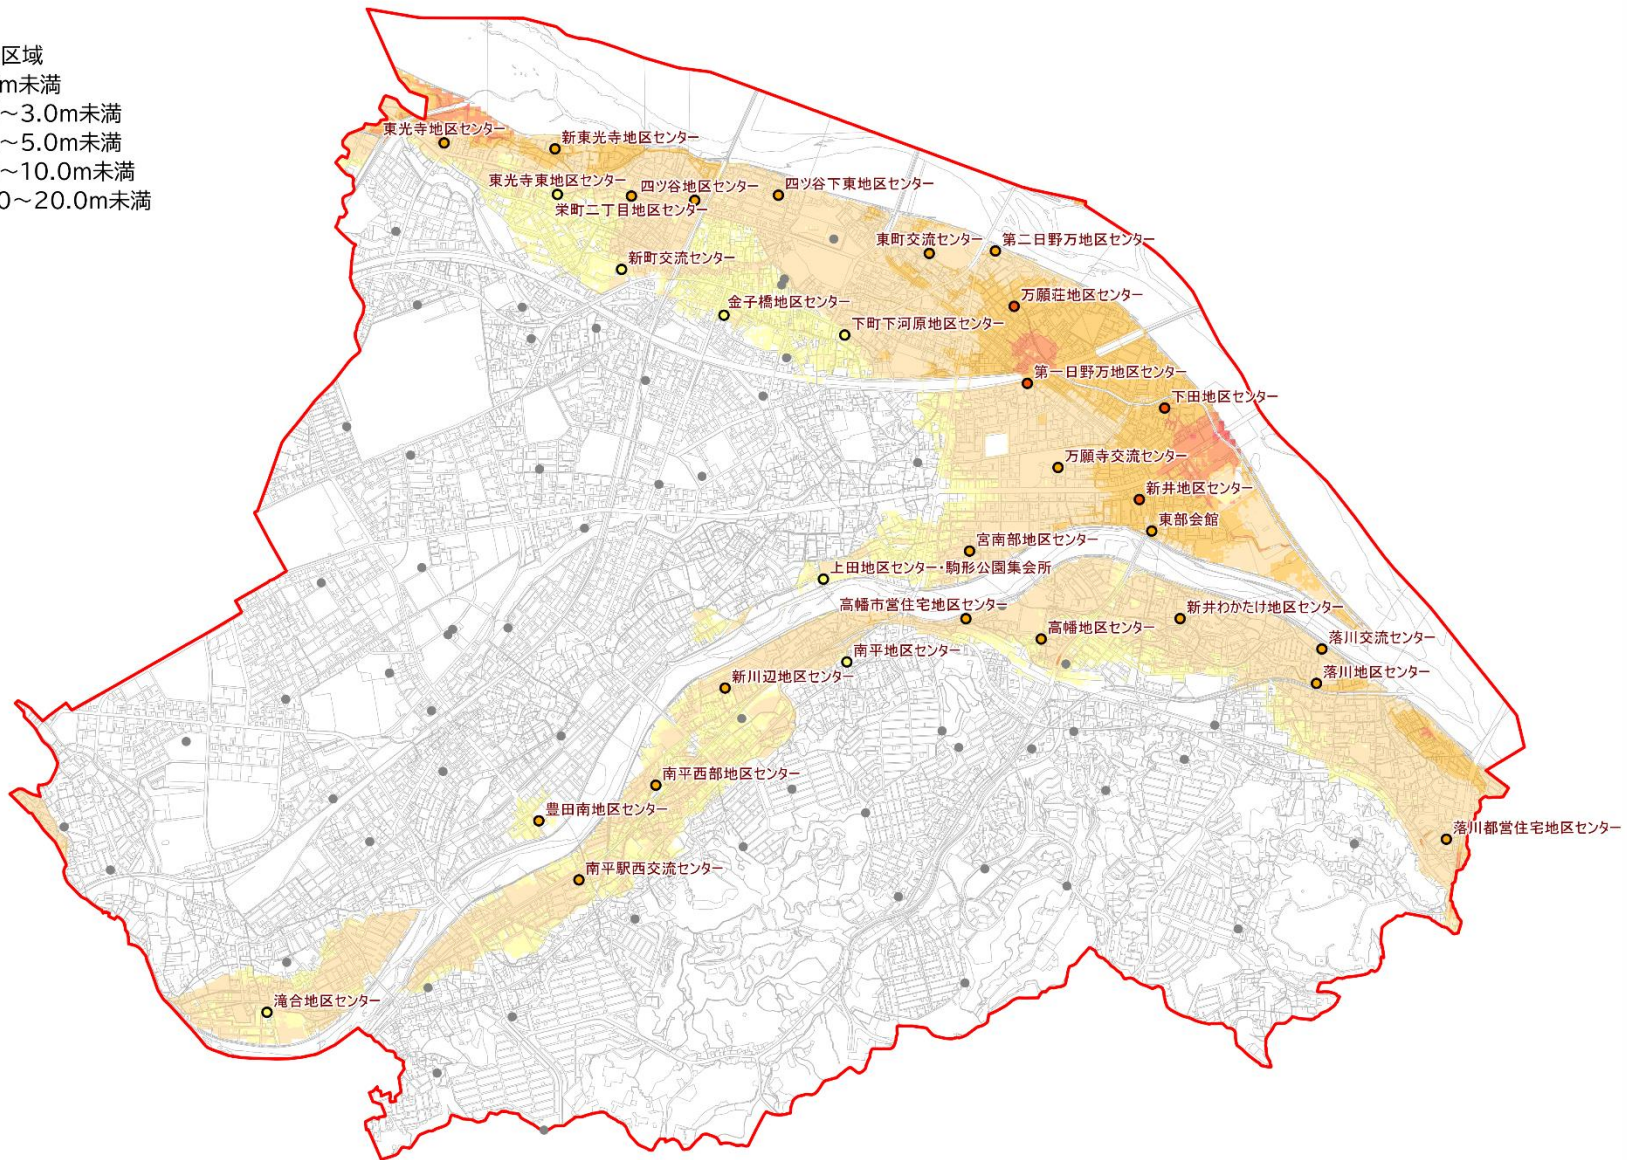 区域
m未満
～3.0m未満
～5.0m未満
～10.0m未満
0～20.0m未満
東光寺地区センター
新東光寺地区センター
東光寺東地区センター
四ツ谷地区センター
四ツ谷下東地区センター
栄町二丁目地区センター
東町交流センター
第二日野万地区センター
新町交流センター
万願荘地区センター
金子橋地区センター
下町下河原地区センター
第一日野万地区センター
下田地区センター
万願寺交流センター
新井地区センター
東部会館
宮南部地区センター
上田地区センター・駒形公園集会所
高幡市営住宅地区センター
新井わかたけ地区センター
高幡地区センター
落川交流センター
南平地区センター
落川地区センター
新川辺地区センター
南平西部地区センター
豊田南地区センター
落川都営住宅地区センター
南平駅西交流センター
滝合地区センター